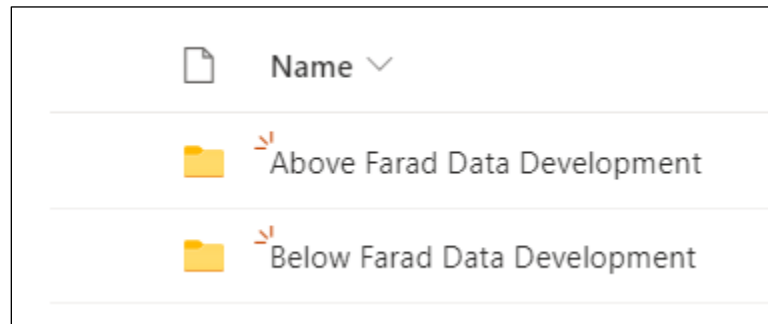 Name
Above Farad Data Development
Below Farad Data Development